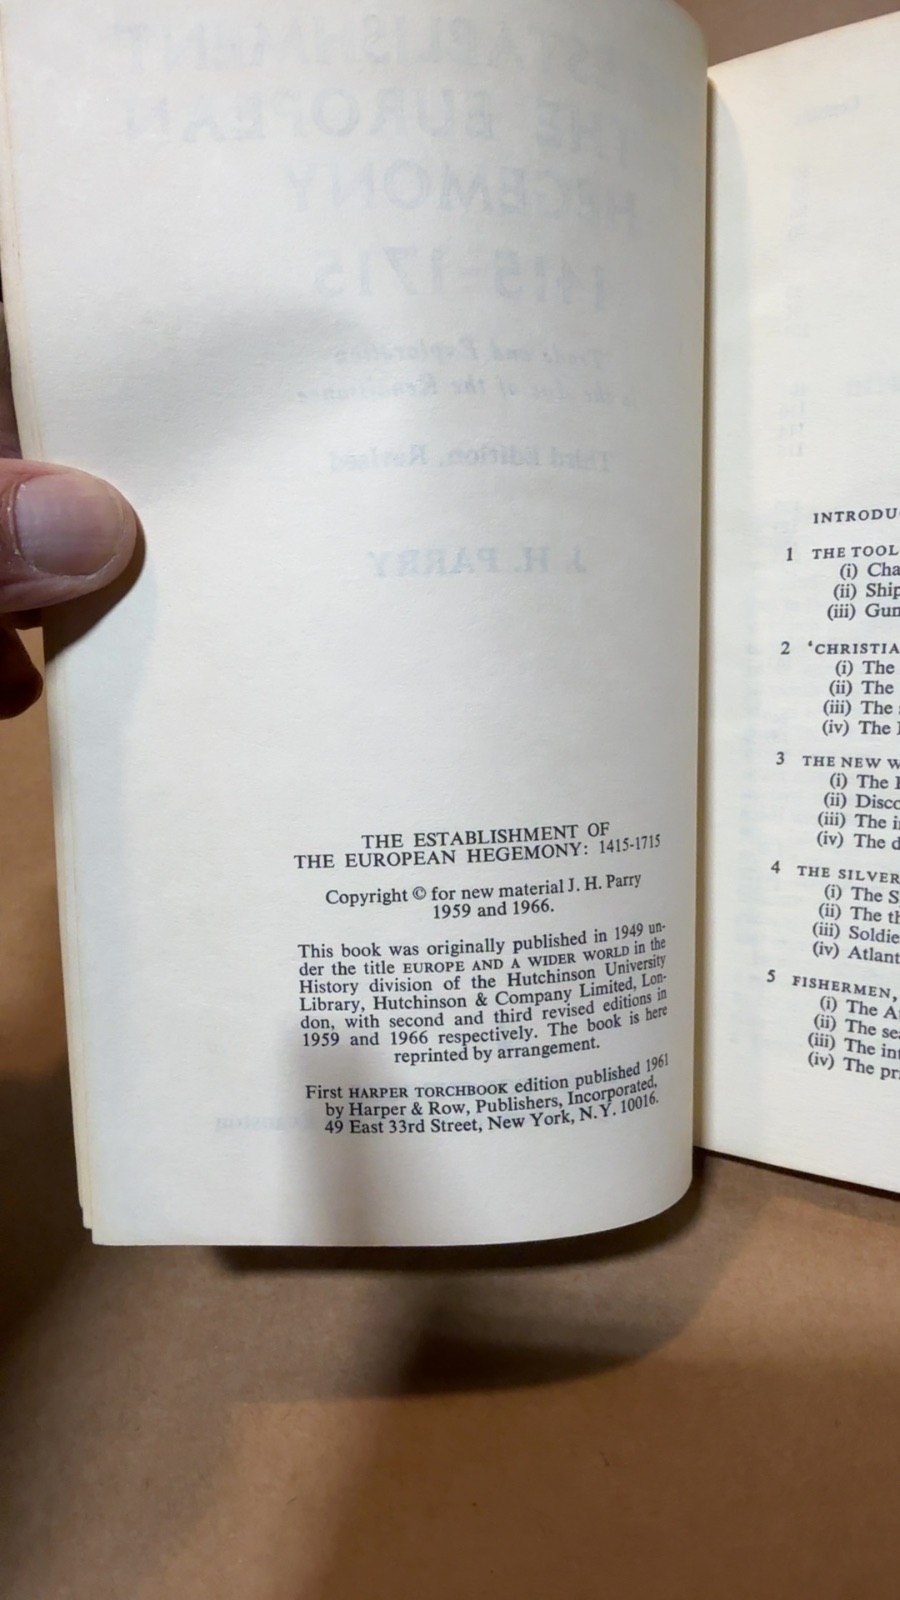 THE ESTABLISHMENT OF
THE EUROPEAN HEGEMONY: 1415-1715
Copyright © for new material J. H. Parry
1959 and 1966.
This book was originally published in 1949 un-
der the title EUROPE AND A WIDER WORLD in the
History division of the Hutchinson University
Library, Hutchinson & Company Limited, Lon-
don, with second and third revised editions in
1959 and 1966 respectively. The book is here
reprinted by arrangement.
First HARPER TORCHBOOK edition published 1961
by Harper & Row, Publishers, Incorporated,
49 East 33rd Street, New York, N.Y. 10016.
INTRODU
1 THE TOOL
(i) Cha
(ii) Ship
(iii) Gun
2 ‘CHRISTIA
(i) The
(ii) The
(iii) The
(iv) The
3 THE NEW W
(i) The
(ii) Disco
(iii) The i
(iv) The d
4 THE SILVER
(i) The S
(ii) The th
(iii) Soldie
(iv) Atlant
5 FISHERMEN,
(i) The A
(ii) The sea
(iii) The int
(iv) The pr